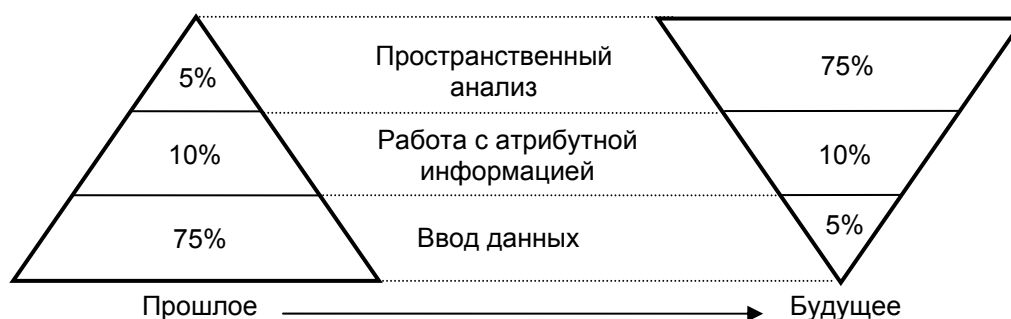 5%
Пространственный
анализ
75%
10%
Работа с атрибутной
информацией
10%
75%
Ввод данных
5%
Прошлое
Будущее